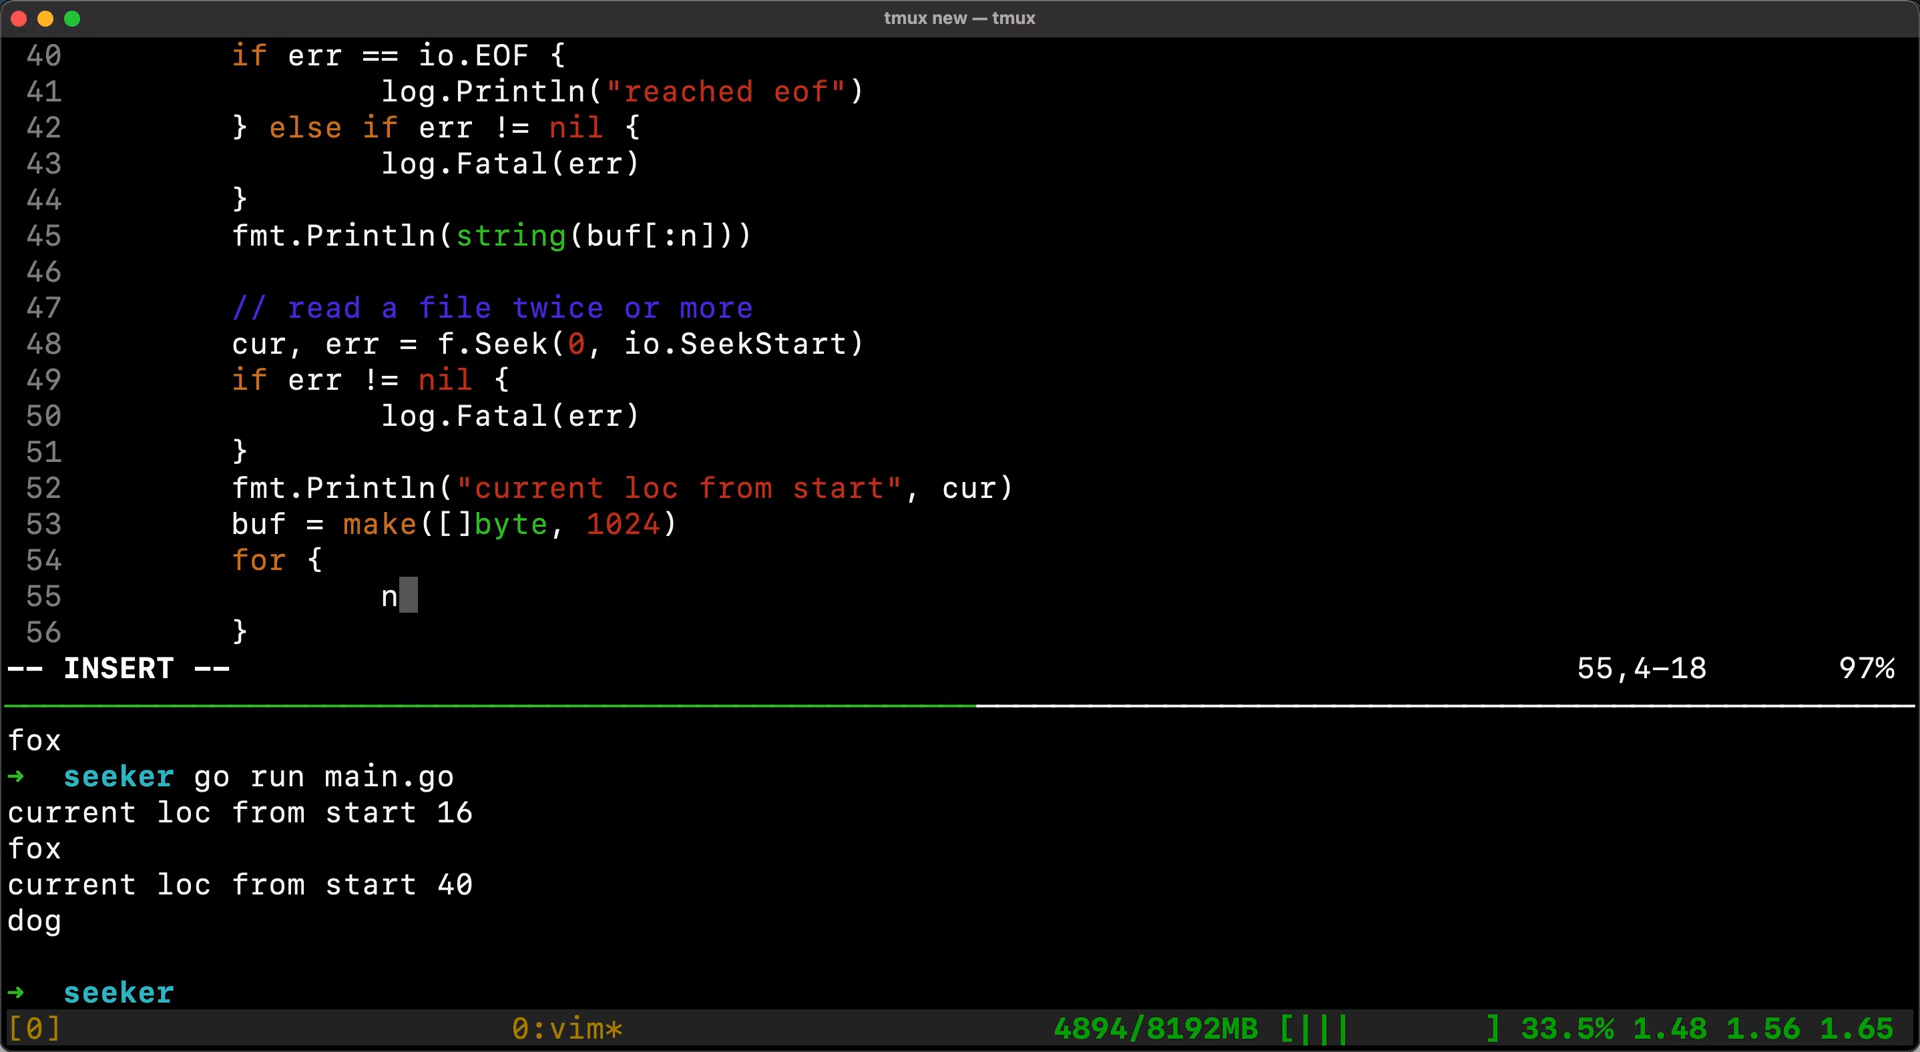 tmux new — tmux
40 if err == io.EOF {
41 log.Println("reached eof")
42 } else if err != nil {
43 log.Fatal(err)
44 }
45 fmt.Println(string(buf[:n]))
46
47 // read a file twice or more
48 cur, err = f.Seek(0, io.SeekStart)
49 if err != nil {
50 log.Fatal(err)
51 }
52 fmt.Println("current loc from start", cur)
53 buf = make([]byte, 1024)
54 for {
55 n
56 }
-- INSERT -- 55,4-18 97%
fox
→ seeker go run main.go
current loc from start 16
fox
current loc from start 40
dog
→ seeker
[0] 0:vim* 4894/8192MB [||| ] 33.5% 1.48 1.56 1.65